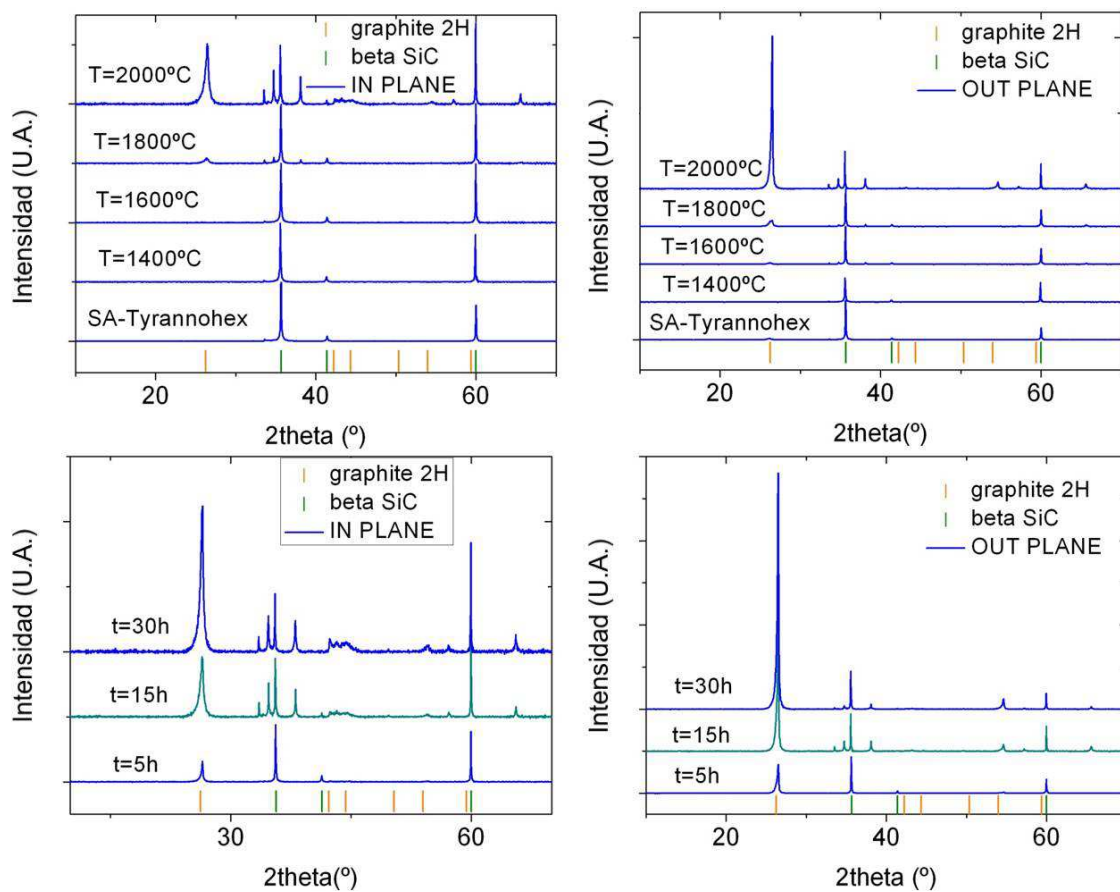 graphite 2H
beta SiC
IN PLANE
T=2000ºC
T=1800ºC
T=1600ºC
T=1400ºC
SA-Tyrannohex
Intensidad (U.A.)
20
40
60
2theta (º)
graphite 2H
beta SiC
OUT PLANE
T=2000ºC
T=1800ºC
T=1600ºC
T=1400ºC
SA-Tyrannohex
Intensidad (U.A.)
20
40
60
2theta(º)
graphite 2H
beta SiC
IN PLANE
t=30h
t=15h
t=5h
Intensidad (U.A.)
30
60
2theta(º)
graphite 2H
beta SiC
OUT PLANE
t=30h
t=15h
t=5h
Intensidad (U.A.)
20
40
60
2theta(º)